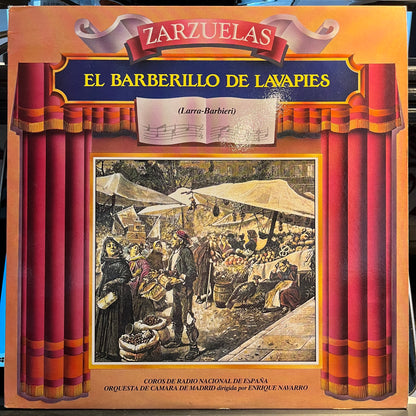 ZARZUELAS
EL BARBERILLO DE LAVAPIES
(Larra-Barbieri)
COROS DE RADIO NACIONAL DE ESPAÑA
ORQUESTA DE CAMARA DE MADRID dirigida por ENRIQUE NAVARRO